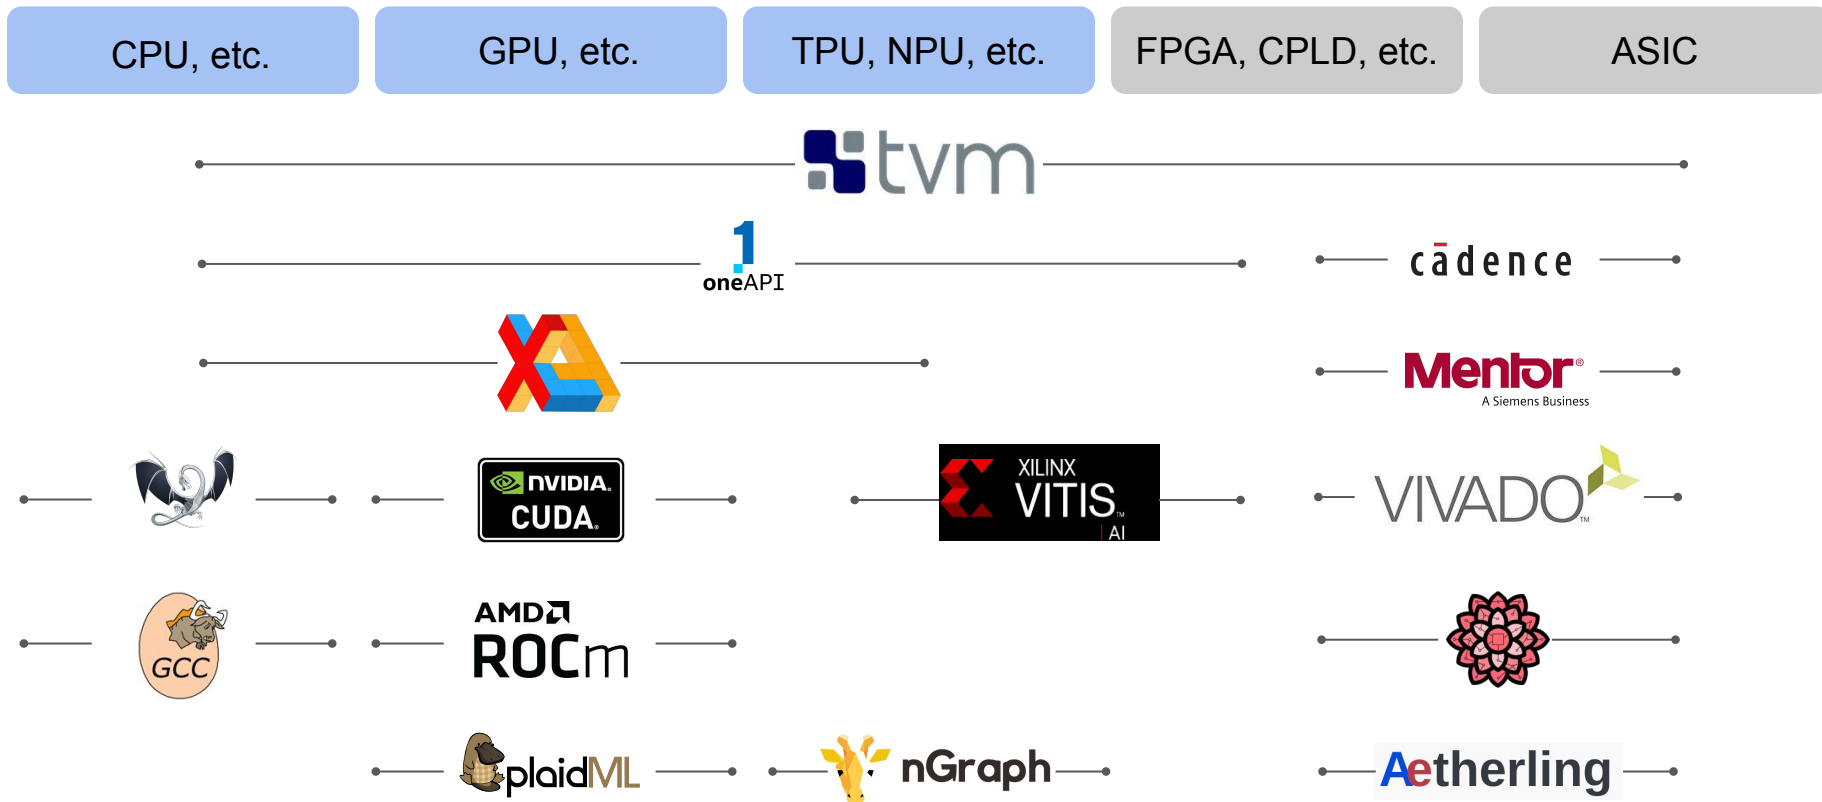 CPU, etc.
GPU, etc.
TPU, NPU, etc.
FPGA, CPLD, etc.
ASIC
tvm
1
oneAPI
cādence
XLA
Mentor®
A Siemens Business
NVIDIA.
CUDA.
XILINX
VITIS™
AI
VIVADO™
GCC
AMD
ROCm
plaidML
nGraph
Aetherling